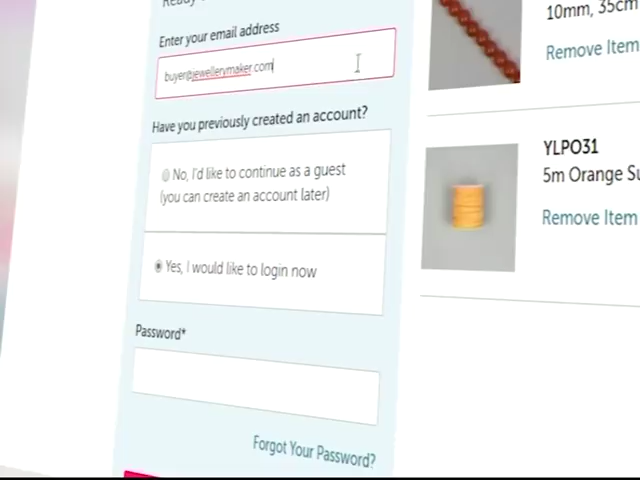 Enter your email address
buyer@jewellerymaker.com
Have you previously created an account?
No, I'd like to continue as a guest
(you can create an account later)
Yes, I would like to login now
Password*
Forgot Your Password?
10mm, 35cm
Remove Item
YLPO31
5m Orange
Remove Item